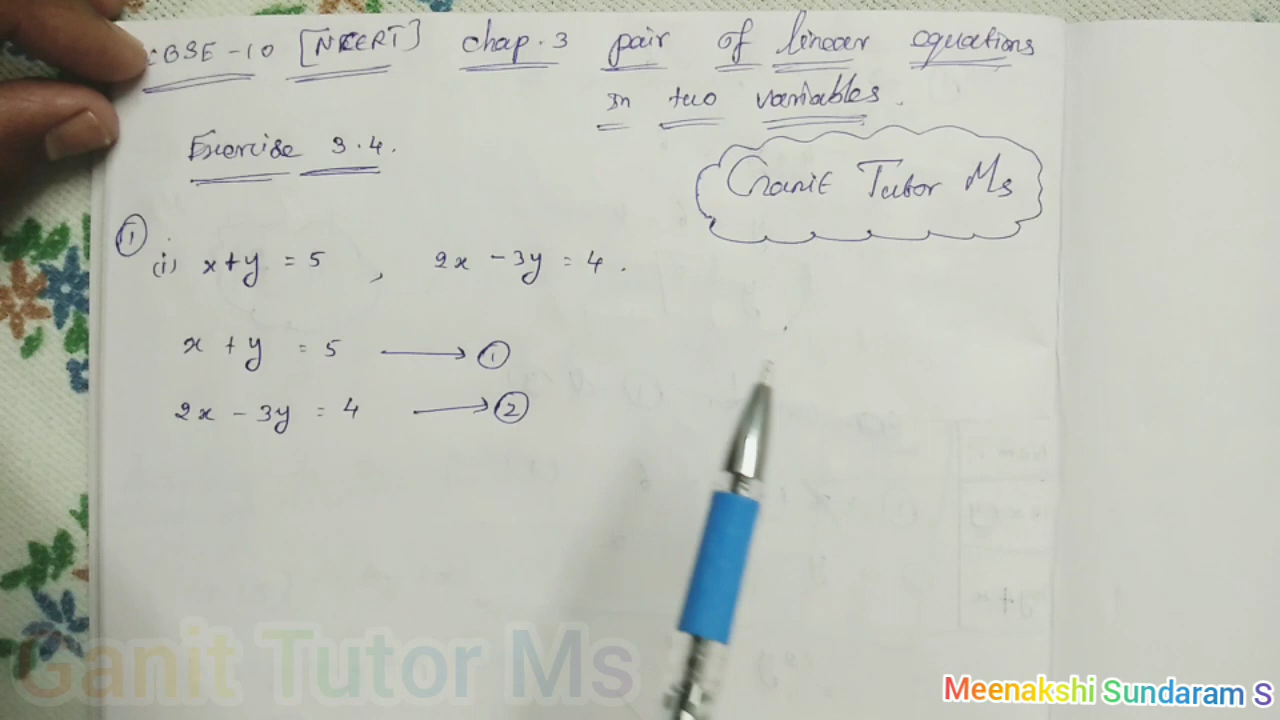 CBSE-10 [NCERT] chap.3 pair of linear equations
in two variables.
Exercise 3.4.
Ganit Tutor Ms
①
(i) x+y = 5 , 2x - 3y = 4 .
x + y = 5 → ①
2x - 3y = 4 → ②
Ganit Tutor Ms
Meenakshi Sundaram S